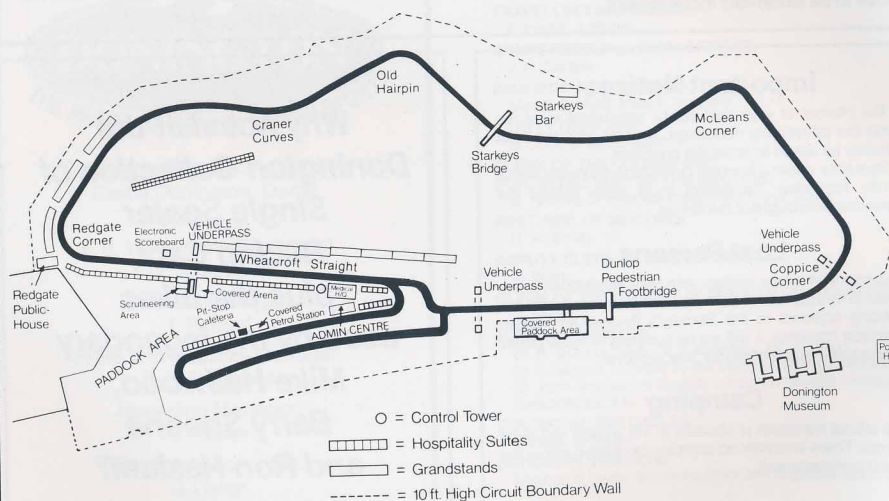 Old
Hairpin
Starkeys
Bar
McLeans
Corner
Craner
Curves
Starkeys
Bridge
Redgate
Corner
Electronic
Scoreboard
VEHICLE
UNDERPASS
Wheatcroft Straight
Vehicle
Underpass
Coppice
Corner
Redgate
Public-
House
Scrutineering
Area
Covered Arena
Medical
H/Q
Vehicle
Underpass
Dunlop
Pedestrian
Footbridge
Pit-Stop
Cafeteria
Covered
Petrol Station
ADMIN CENTRE
Covered
Paddock Area
PADDOCK AREA
Donington
Museum
= Control Tower
= Hospitality Suites
= Grandstands
= 10 ft. High Circuit Boundary Wall